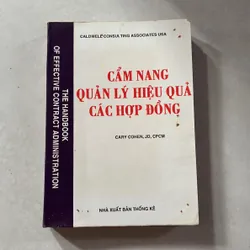 CALDWELL CONSULTING ASSOCIATES USA
CẨM NANG
QUẢN LÝ HIỆU QUẢ
CÁC HỢP ĐỒNG
CARY COHEN, JD, CPCM
NHÀ XUẤT BẢN THỐNG KÊ
THE HANDBOOK
OF EFFECTIVE CONTRACT ADMINISTRATION